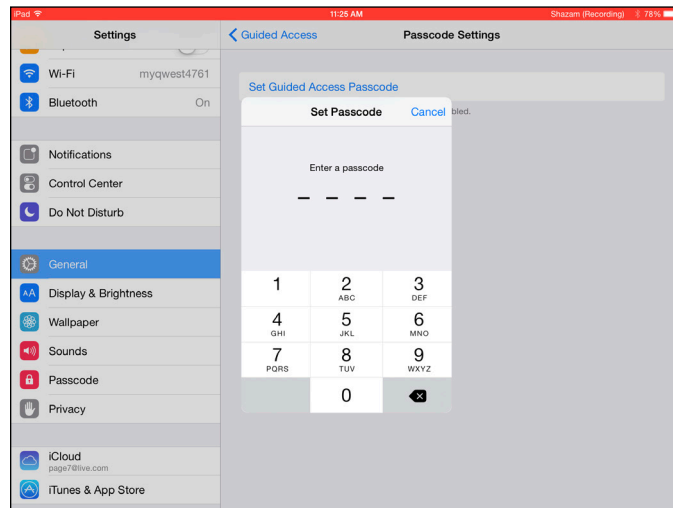 iPad 11:25 AM Shazam (Recording) 78%
Settings
Guided Access Passcode Settings
Wi-Fi myqwest4761
Bluetooth On
Notifications
Control Center
Do Not Disturb
General
Display & Brightness
Wallpaper
Sounds
Passcode
Privacy
iCloud
page7@live.com
iTunes & App Store
Set Guided Access Passcode
bled.
Set Passcode Cancel
Enter a passcode
1 2 3
ABC DEF
4 5 6
GHI JKL MNO
7 8 9
PQRS TUV WXYZ
0